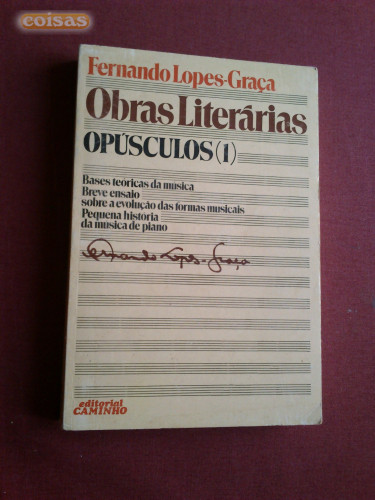 coisas
Fernando Lopes-Graça
Obras Literárias
OPÚSCULOS (1)
Bases teóricas da música
Breve ensaio
sobre a evolução das formas musicais
Pequena história
da música de piano
Fernando Lopes-Graça
editorial
CAMINHO